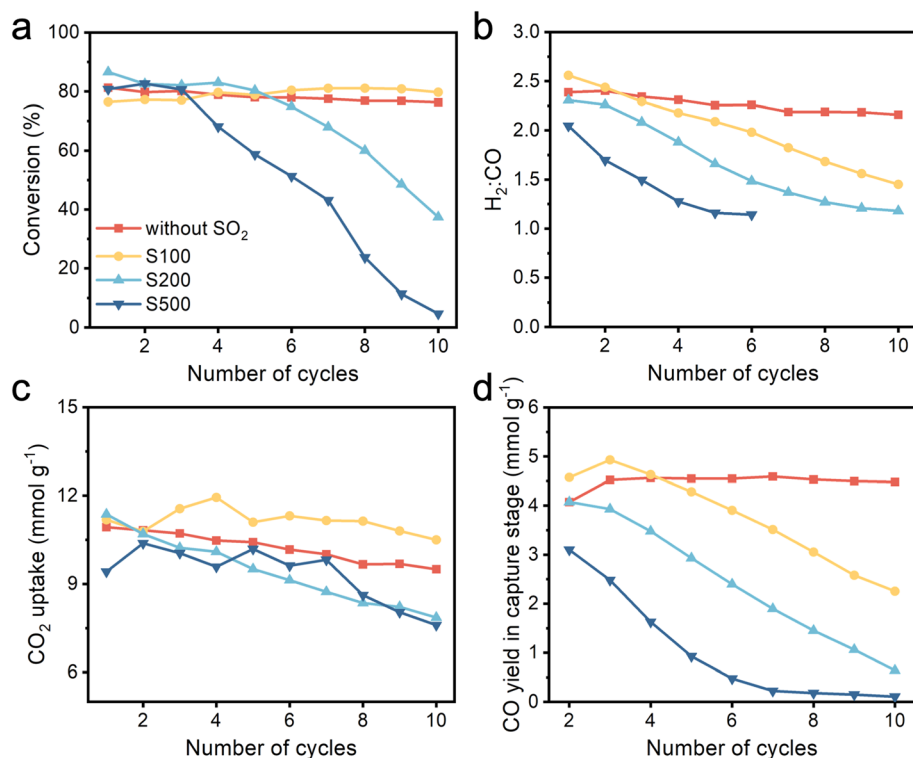 a
100
80
60
40
20
0
Conversion (%)
without SO₂
S100
S200
S500
2 4 6 8 10
Number of cycles
b
3.0
2.5
2.0
1.5
1.0
0.5
0.0
H₂:CO
2 4 6 8 10
Number of cycles
c
15
12
9
6
CO₂ uptake (mmol g⁻¹)
2 4 6 8 10
Number of cycles
d
6
5
4
3
2
1
0
CO yield in capture stage (mmol g⁻¹)
2 4 6 8 10
Number of cycles